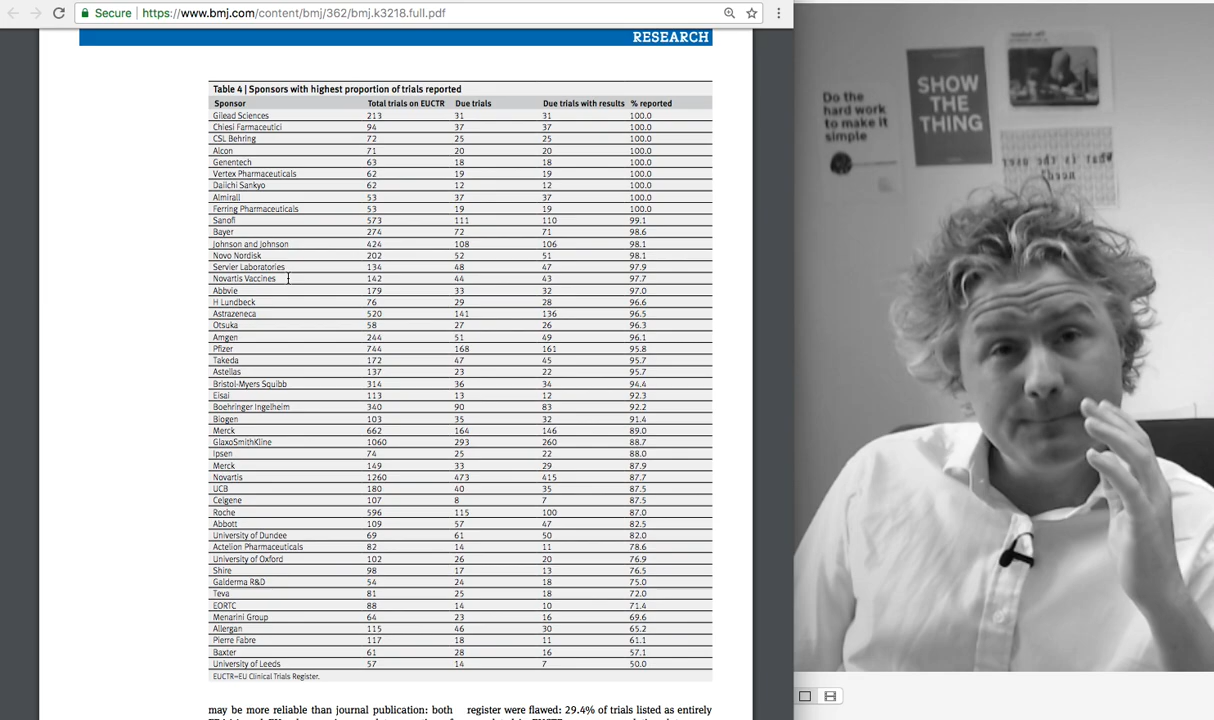 Secure https://www.bmj.com/content/bmj/362/bmj.k3218.full.pdf
RESEARCH
Table 4 | Sponsors with highest proportion of trials reported
Sponsor Total trials on EUCTR Due trials Due trials with results % reported
Gilead Sciences 213 31 31 100.0
Chiesi Farmaceutici 94 37 37 100.0
CSL Behring 72 25 25 100.0
Alcon 71 20 20 100.0
Genentech 63 18 18 100.0
Vertex Pharmaceuticals 62 19 19 100.0
Daiichi Sankyo 62 12 12 100.0
Almirall 53 37 37 100.0
Ferring Pharmaceuticals 53 19 19 100.0
Sanofi 573 111 110 99.1
Bayer 274 72 71 98.6
Johnson and Johnson 424 108 106 98.1
Novo Nordisk 202 52 51 98.1
Servier Laboratories 134 48 47 97.9
Novartis Vaccines 142 44 43 97.7
Abbvie 179 33 32 97.0
H Lundbeck 76 29 28 96.6
Astrazeneca 520 141 136 96.5
Otsuka 58 27 26 96.3
Amgen 244 51 49 96.1
Pfizer 744 168 161 95.8
Takeda 172 47 45 95.7
Astellas 137 23 22 95.7
Bristol-Myers Squibb 314 36 34 94.4
Eisai 113 13 12 92.3
Boehringer Ingelheim 340 90 83 92.2
Biogen 103 35 32 91.4
Merck 662 164 146 89.0
GlaxoSmithKline 1060 293 260 88.7
Ipsen 74 25 22 88.0
Merck 149 33 29 87.9
Novartis 1260 473 415 87.7
UCB 180 40 35 87.5
Celgene 107 8 7 87.5
Roche 596 115 100 87.0
Abbott 109 57 47 82.5
University of Dundee 69 61 50 82.0
Actelion Pharmaceuticals 82 14 11 78.6
University of Oxford 102 26 20 76.9
Shire 98 17 13 76.5
Galderma R&D 54 24 18 75.0
Teva 81 25 18 72.0
EORTC 88 14 10 71.4
Menarini Group 64 23 16 69.6
Allergan 115 46 30 65.2
Pierre Fabre 117 18 11 61.1
Baxter 61 28 16 57.1
University of Leeds 57 14 7 50.0
EUCTR=EU Clinical Trials Register.
may be more reliable than journal publication: both
register were flawed: 29.4% of trials listed as entirely
Do the
hard work
to make it
simple
SHOW
THE
THING